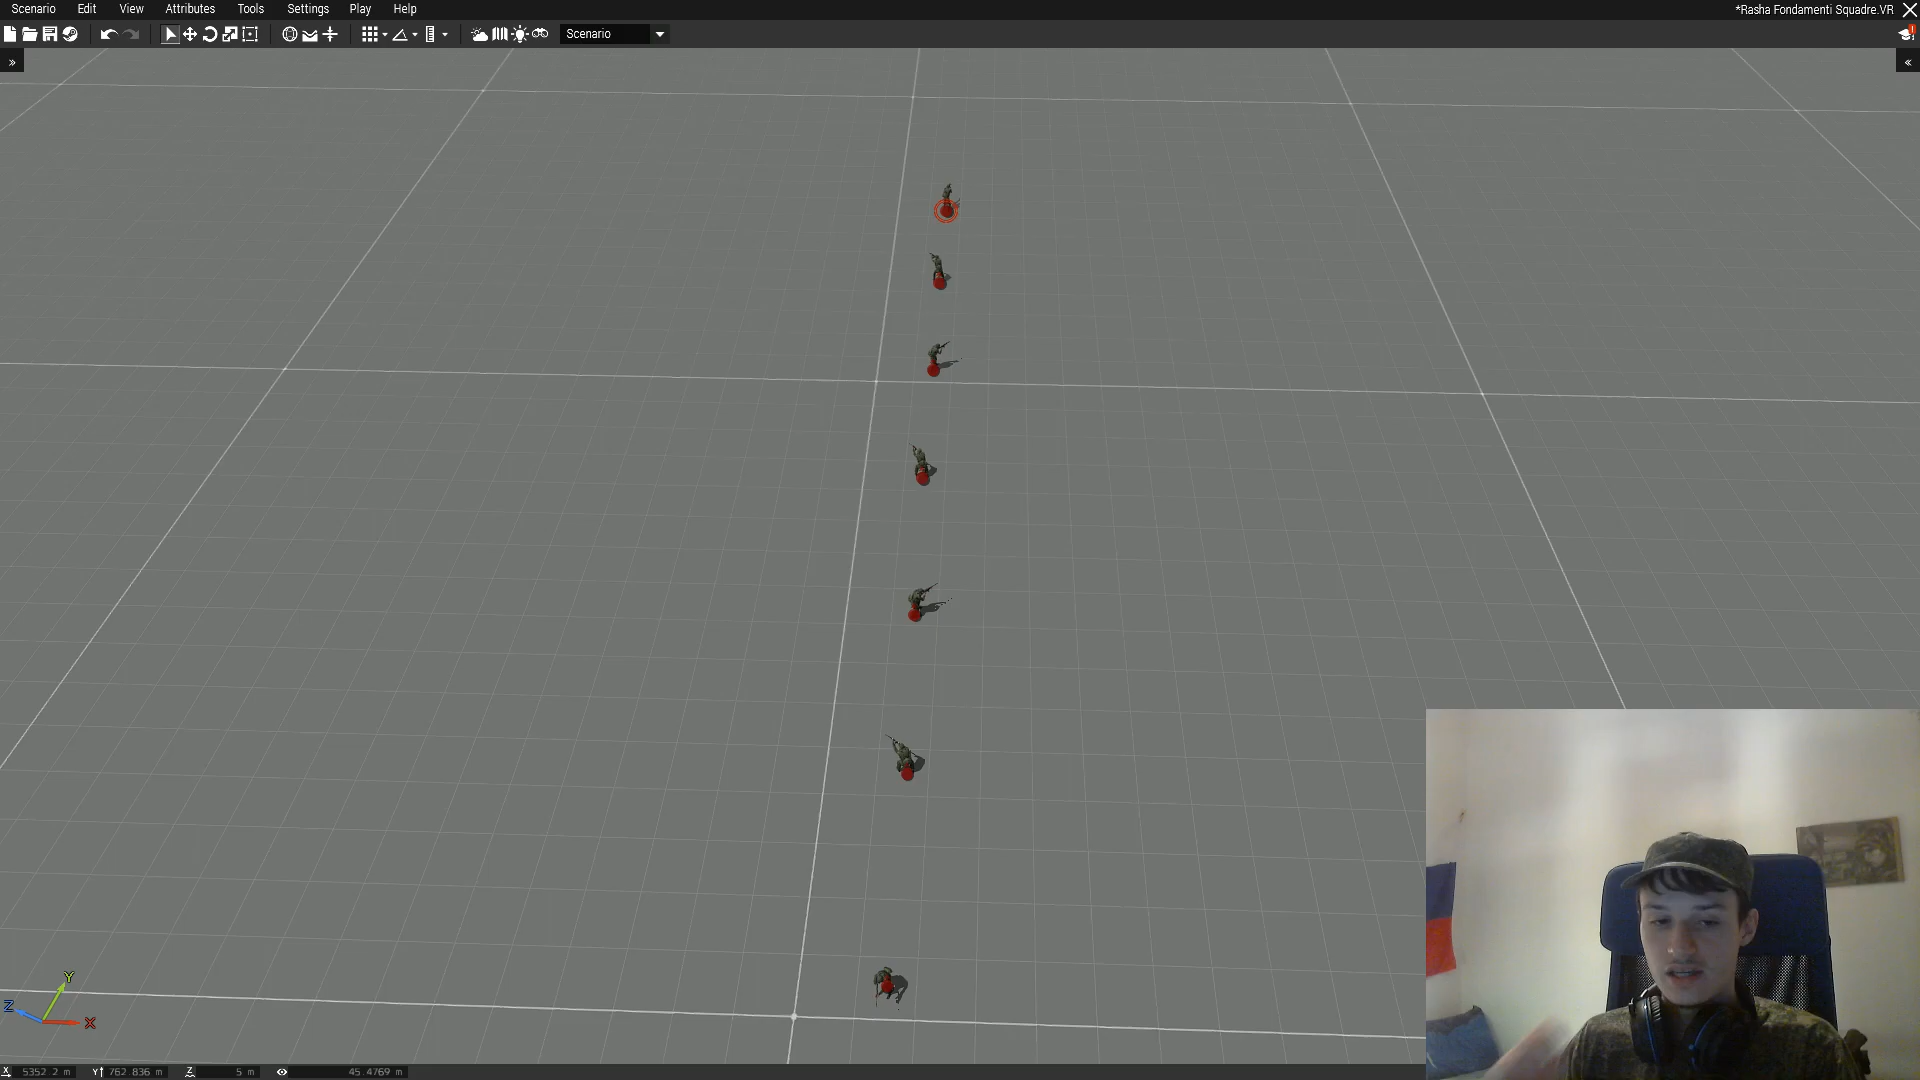 Scenario Edit View Attributes Tools Settings Play Help
*Rasha Fondamenti Squadre.VR
Scenario
Y
Z
X
X 5352.2 m Y 762.836 m Z 5 m 45.4769 m